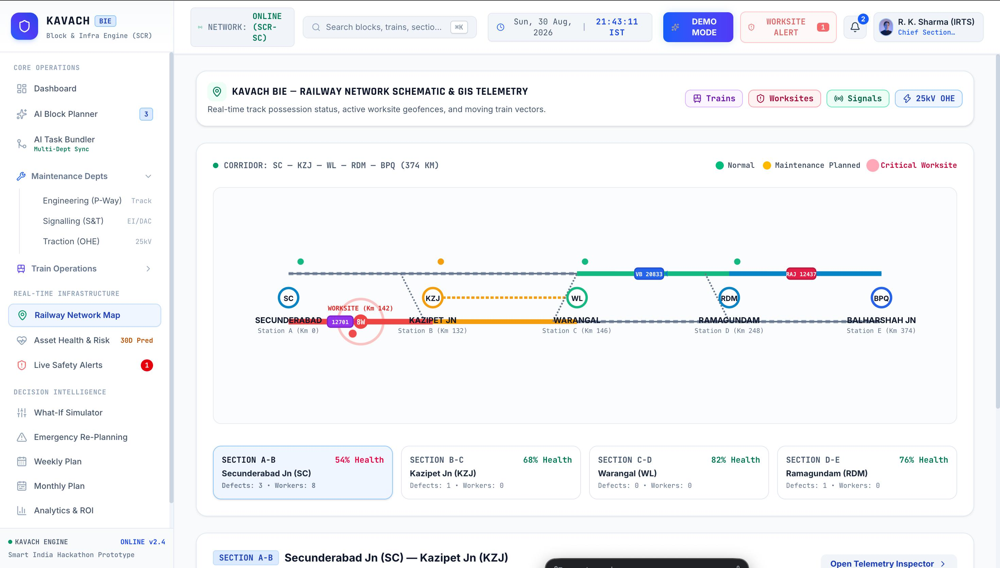 KAVACH BIE
Block & Infra Engine (SCR)
NETWORK: ONLINE (SCR-SC)
Search blocks, trains, sectio... ⌘K
Sun, 30 Aug, 2026 | 21:43:11 IST
DEMO MODE
WORKSITE ALERT 1
2
R. K. Sharma (IRTS)
Chief Section…
CORE OPERATIONS
Dashboard
AI Block Planner 3
AI Task Bundler
Multi-Dept Sync
Maintenance Depts
Engineering (P-Way) Track
Signalling (S&T) EI/DAC
Traction (OHE) 25kV
Train Operations
REAL-TIME INFRASTRUCTURE
Railway Network Map
Asset Health & Risk 30D Pred
Live Safety Alerts 1
DECISION INTELLIGENCE
What-If Simulator
Emergency Re-Planning
Weekly Plan
Monthly Plan
Analytics & ROI
KAVACH ENGINE ONLINE v2.4
Smart India Hackathon Prototype
KAVACH BIE — RAILWAY NETWORK SCHEMATIC & GIS TELEMETRY
Real-time track possession status, active worksite geofences, and moving train vectors.
Trains Worksites Signals 25kV OHE
CORRIDOR: SC — KZJ — WL — RDM — BPQ (374 KM)
Normal Maintenance Planned Critical Worksite
VB 20833 RAJ 12437
SC KZJ WL RDM BPQ
WORKSITE (Km 142)
12701 8W
SECUNDERABAD KAZIPET JN WARANGAL RAMAGUNDAM BALHARSHAH JN
Station A (Km 0) Station B (Km 132) Station C (Km 146) Station D (Km 248) Station E (Km 374)
SECTION A-B 54% Health
Secunderabad Jn (SC)
Defects: 3 • Workers: 8
SECTION B-C 68% Health
Kazipet Jn (KZJ)
Defects: 1 • Workers: 0
SECTION C-D 82% Health
Warangal (WL)
Defects: 0 • Workers: 0
SECTION D-E 76% Health
Ramagundam (RDM)
Defects: 1 • Workers: 0
SECTION A-B Secunderabad Jn (SC) — Kazipet Jn (KZJ)
Open Telemetry Inspector